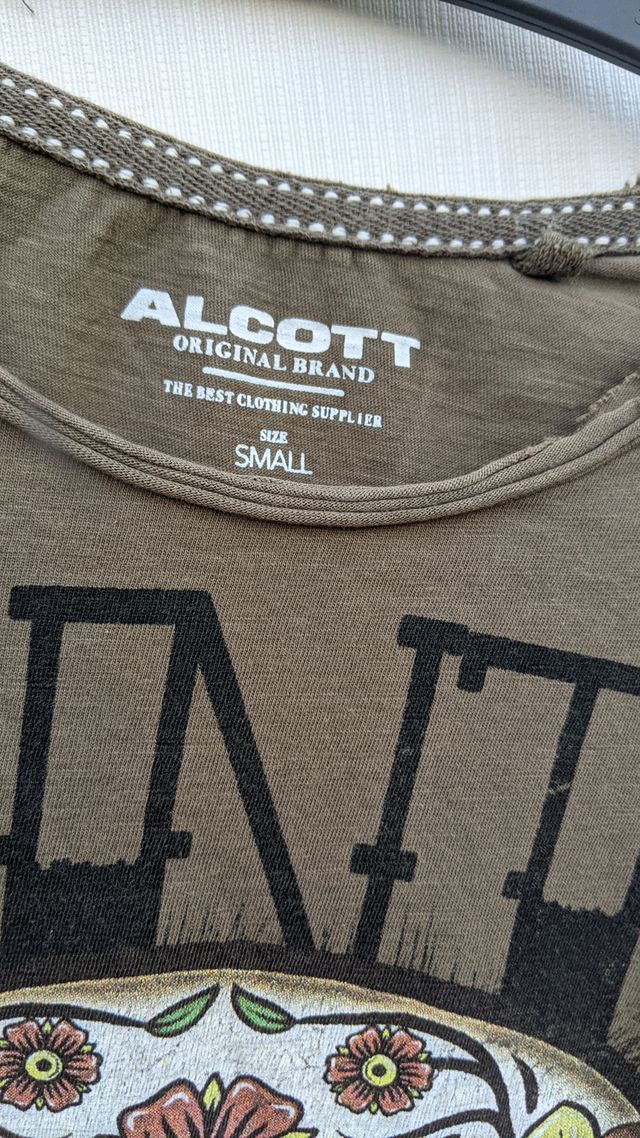 ALCOTT
ORIGINAL BRAND
THE BEST CLOTHING SUPPLIER
SIZE
SMALL